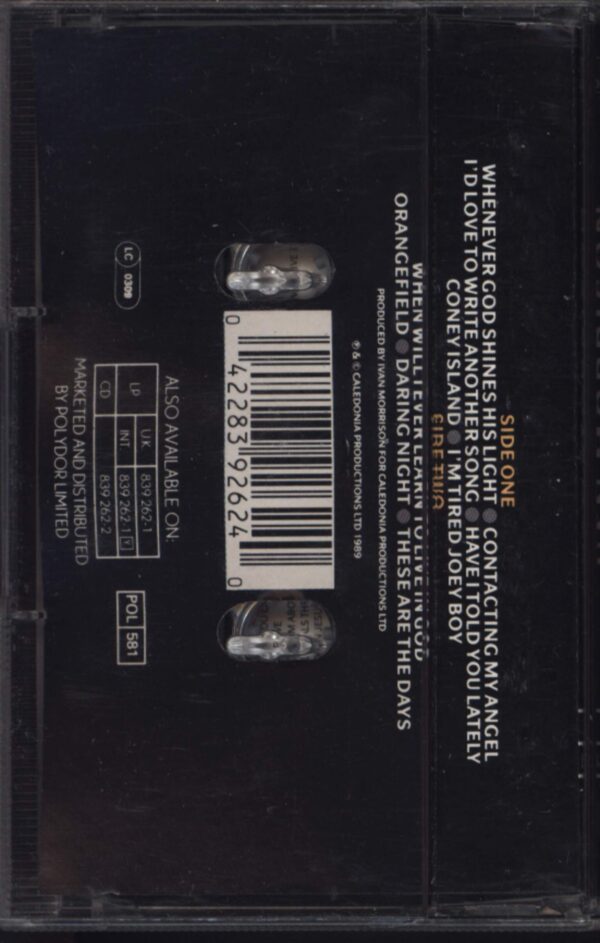 SIDE ONE
WHENEVER GOD SHINES HIS LIGHT ● CONTACTING MY ANGEL
I'D LOVE TO WRITE ANOTHER SONG ● HAVE I TOLD YOU LATELY
CONEY ISLAND ● I'M TIRED JOEY BOY
SIDE TWO
WHEN WILL I EVER LEARN TO LIVE IN GOD
ORANGEFIELD ● DARING NIGHT ● THESE ARE THE DAYS
PRODUCED BY IVAN MORRISON FOR CALEDONIA PRODUCTIONS LTD
℗ & © CALEDONIA PRODUCTIONS LTD 1989
0 42283 92624 0
ALSO AVAILABLE ON:
UK 839 262-1
LP INT. 839 262-1 Y
CD 839 262-2
POL 581
LC 0309
MARKETED AND DISTRIBUTED
BY POLYDOR LIMITED